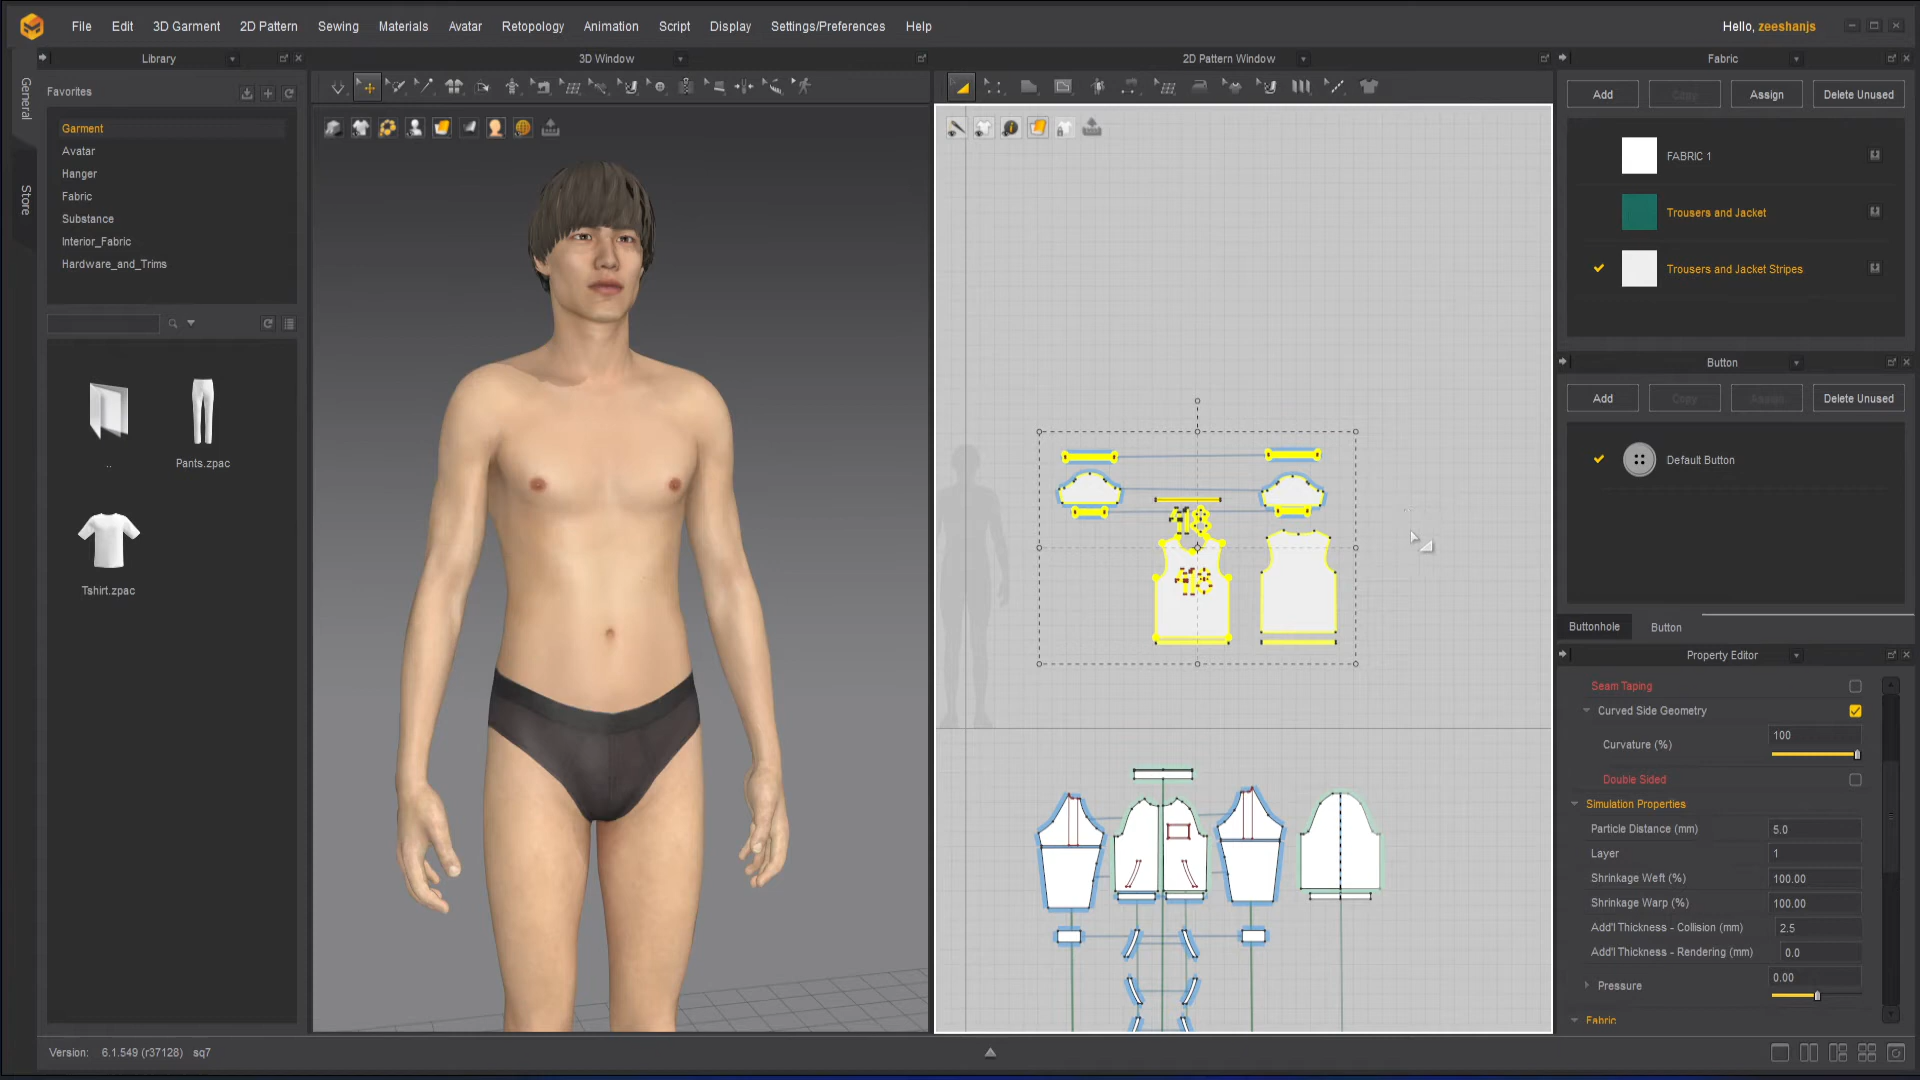 File Edit 3D Garment 2D Pattern Sewing Materials Avatar Retopology Animation Script Display Settings/Preferences Help
Hello, zeeshanjs
Library
3D Window
2D Pattern Window
Fabric
General
Store
Favorites
Garment
Avatar
Hanger
Fabric
Substance
Interior_Fabric
Hardware_and_Trims
..
Pants.zpac
Tshirt.zpac
Add Copy Assign Delete Unused
FABRIC 1
Trousers and Jacket
Trousers and Jacket Stripes
Button
Add Copy Assign Delete Unused
Default Button
Buttonhole Button
Property Editor
Seam Taping
Curved Side Geometry
Curvature (%) 100
Double Sided
Simulation Properties
Particle Distance (mm) 5.0
Layer 1
Shrinkage Weft (%) 100.00
Shrinkage Warp (%) 100.00
Add'l Thickness - Collision (mm) 2.5
Add'l Thickness - Rendering (mm) 0.0
Pressure 0.00
Fabric
Version: 6.1.549 (r37128) sq7